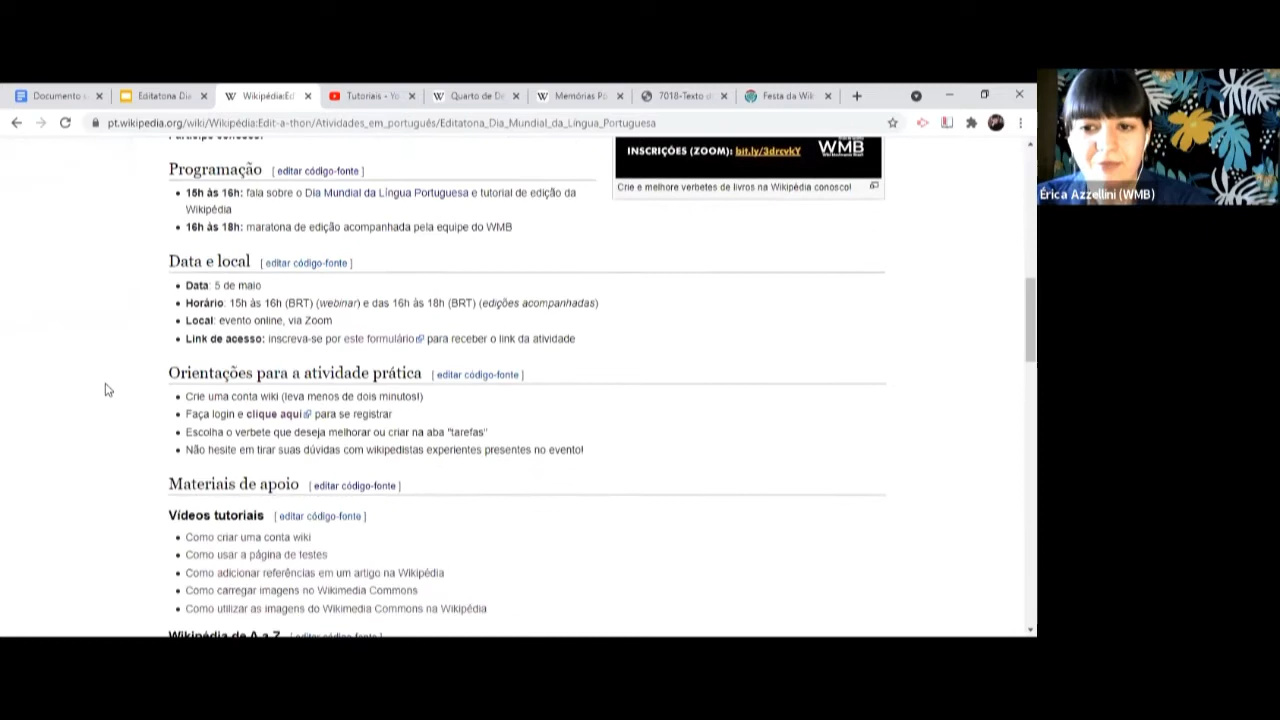 Documento
Editatona Dia
Wikipédia:Ed
Tutoriais - Yo
Quarto de De
Memórias Pó
7018-Texto d
Festa da Wik
pt.wikipedia.org/wiki/Wikipédia:Edit-a-thon/Atividades_em_português/Editatona_Dia_Mundial_da_Língua_Portuguesa
Érica Azzellini (WMB)
INSCRIÇÕES (ZOOM): bit.ly/3drcvkY WMB
Crie e melhore verbetes de livros na Wikipédia conosco!
Programação [ editar código-fonte ]
15h às 16h: fala sobre o Dia Mundial da Língua Portuguesa e tutorial de edição da
Wikipédia
16h às 18h: maratona de edição acompanhada pela equipe do WMB
Data e local [ editar código-fonte ]
Data: 5 de maio
Horário: 15h às 16h (BRT) (webinar) e das 16h às 18h (BRT) (edições acompanhadas)
Local: evento online, via Zoom
Link de acesso: inscreva-se por este formulário para receber o link da atividade
Orientações para a atividade prática [ editar código-fonte ]
Crie uma conta wiki (leva menos de dois minutos!)
Faça login e clique aqui para se registrar
Escolha o verbete que deseja melhorar ou criar na aba "tarefas"
Não hesite em tirar suas dúvidas com wikipedistas experientes presentes no evento!
Materiais de apoio [ editar código-fonte ]
Vídeos tutoriais [ editar código-fonte ]
Como criar uma conta wiki
Como usar a página de testes
Como adicionar referências em um artigo na Wikipédia
Como carregar imagens no Wikimedia Commons
Como utilizar as imagens do Wikimedia Commons na Wikipédia
Wikipédia de A a Z [ editar código-fonte ]